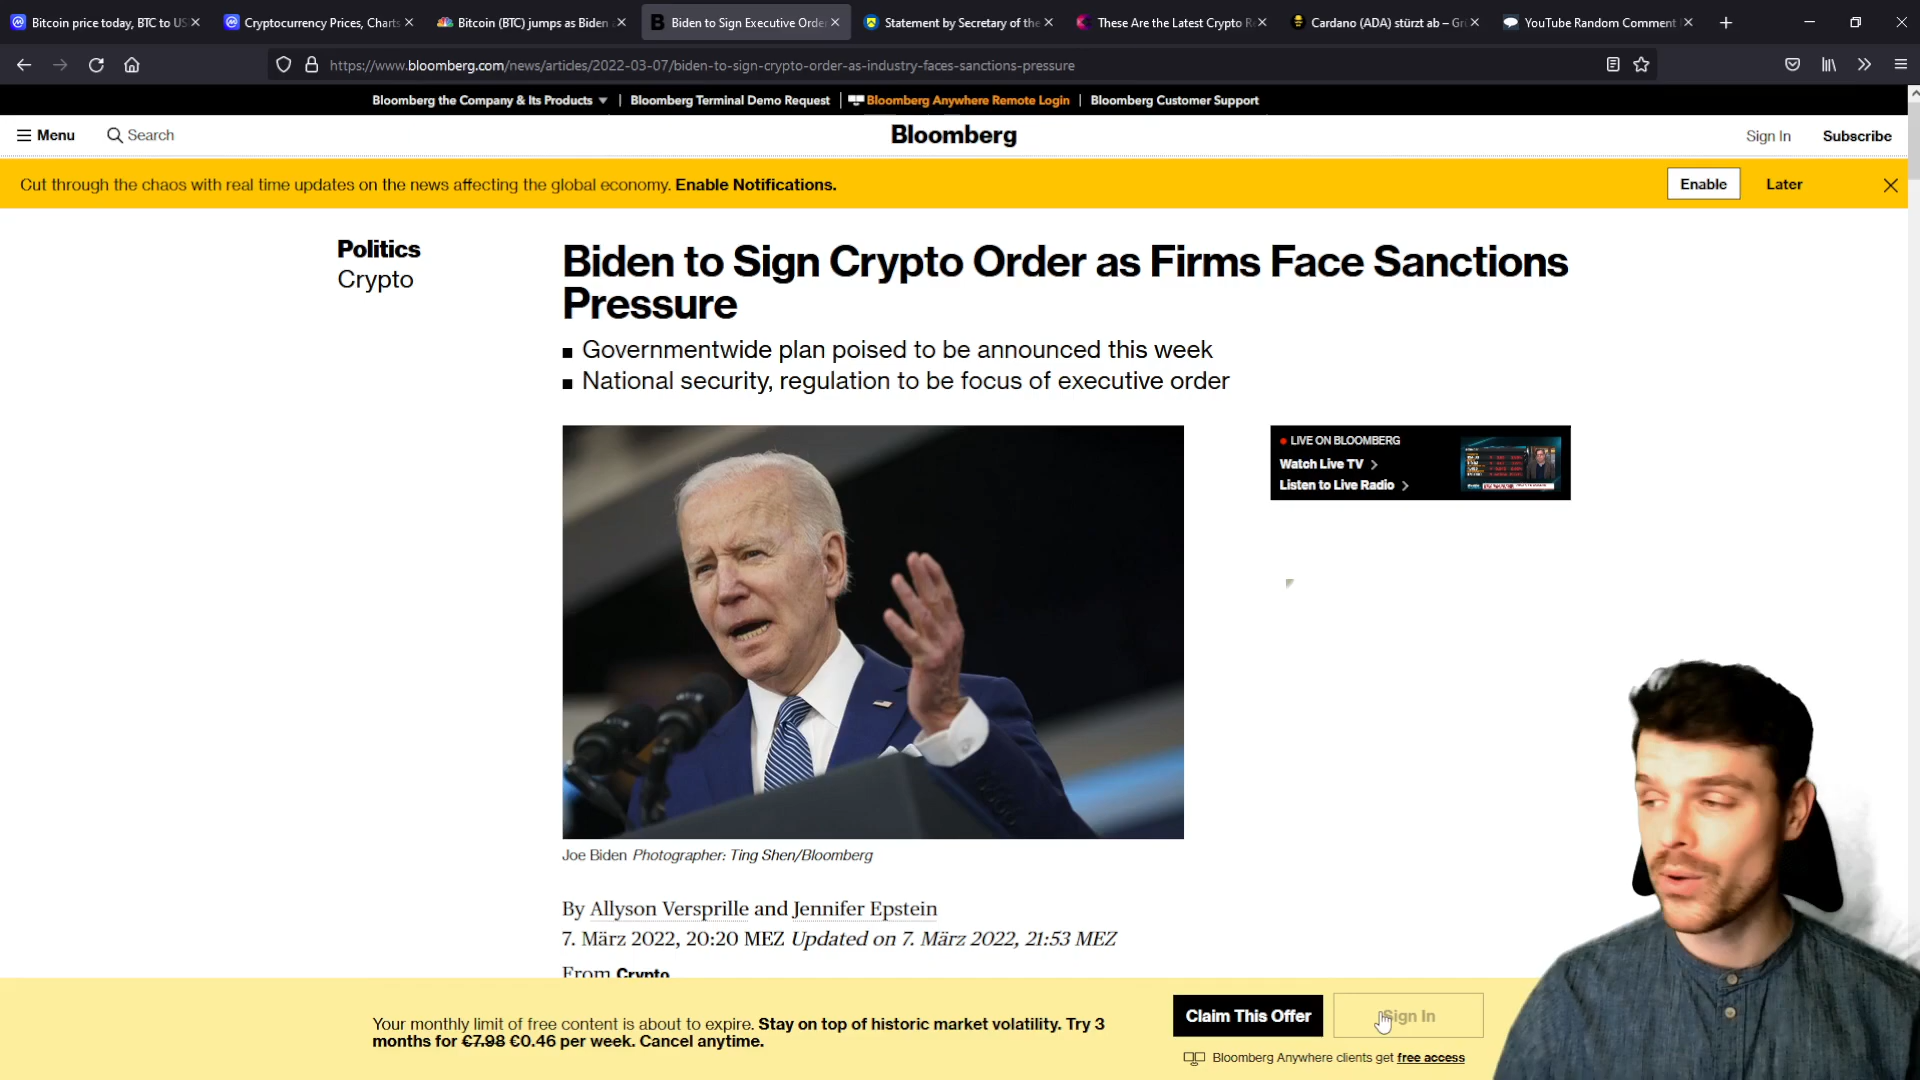 Bitcoin price today, BTC to US
Cryptocurrency Prices, Charts
Bitcoin (BTC) jumps as Biden
Biden to Sign Executive Orde
Statement by Secretary of the
These Are the Latest Crypto R
Cardano (ADA) stürzt ab – Gr
YouTube Random Comment
https://www.bloomberg.com/news/articles/2022-03-07/biden-to-sign-crypto-order-as-industry-faces-sanctions-pressure
Bloomberg the Company & Its Products
Bloomberg Terminal Demo Request
Bloomberg Anywhere Remote Login
Bloomberg Customer Support
Menu
Search
Bloomberg
Sign In
Subscribe
Cut through the chaos with real time updates on the news affecting the global economy. Enable Notifications.
Enable
Later
Politics
Crypto
Biden to Sign Crypto Order as Firms Face Sanctions
Pressure
Governmentwide plan poised to be announced this week
National security, regulation to be focus of executive order
LIVE ON BLOOMBERG
Watch Live TV
Listen to Live Radio
Joe Biden Photographer: Ting Shen/Bloomberg
By Allyson Versprille and Jennifer Epstein
7. März 2022, 20:20 MEZ Updated on 7. März 2022, 21:53 MEZ
From Crypto
Your monthly limit of free content is about to expire. Stay on top of historic market volatility. Try 3
months for €7.98 €0.46 per week. Cancel anytime.
Claim This Offer
Sign In
Bloomberg Anywhere clients get free access